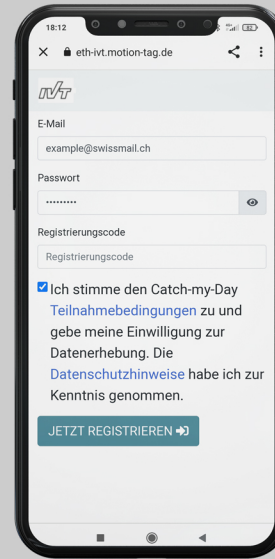 18:12
eth-ivt.motion-tag.de
IVT
E-Mail
example@swissmail.ch
Passwort
Registrierungscode
Registrierungscode
Ich stimme den Catch-my-Day
Teilnahmebedingungen zu und
gebe meine Einwilligung zur
Datenerhebung. Die
Datenschutzhinweise habe ich zur
Kenntnis genommen.
JETZT REGISTRIEREN